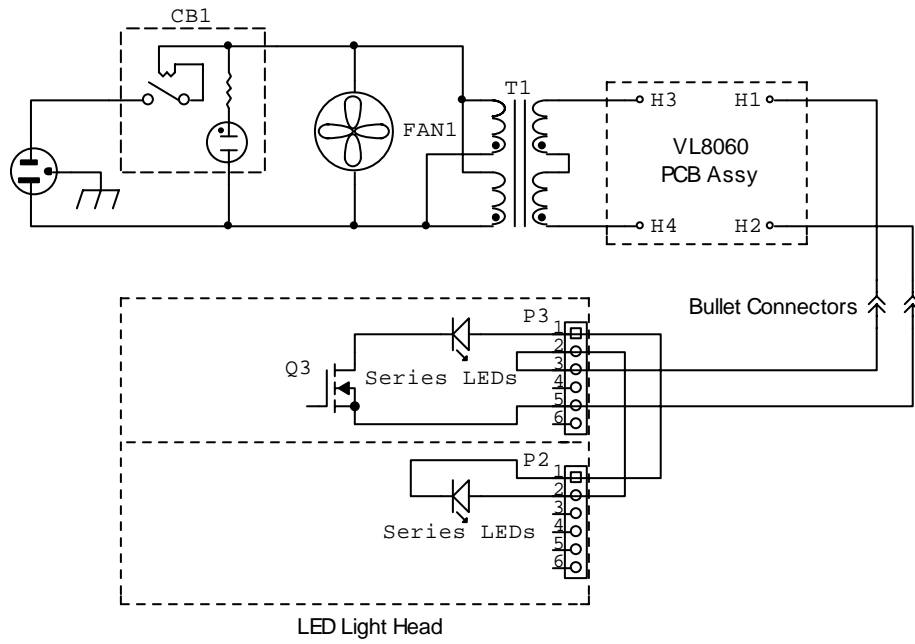 CB1
T1
FAN1
H3 H1
VL8060
PCB Assy
H4 H2
Bullet Connectors
P3
1
2
3
4
5
6
Q3
Series LEDs
P2
1
2
3
4
5
6
Series LEDs
LED Light Head